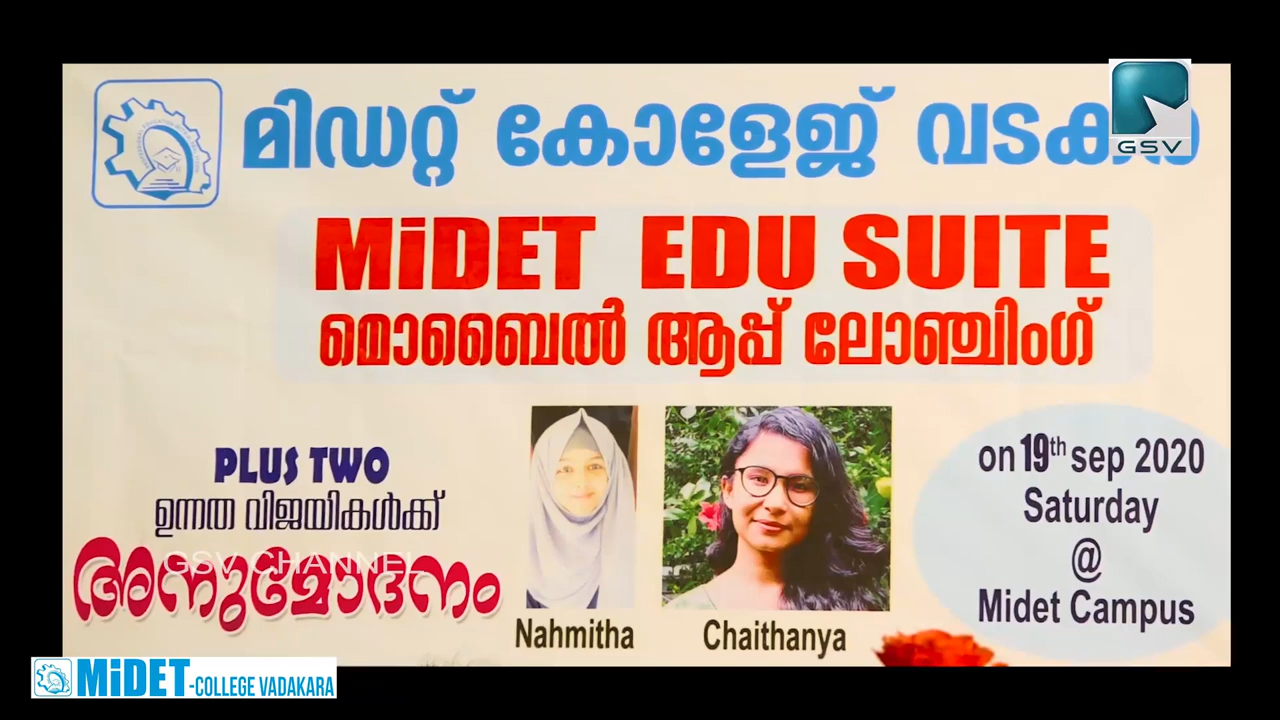 മിഡറ്റ് കോളേജ് വടകര
GSV
MiDET EDU SUITE
മൊബൈൽ ആപ്പ് ലോഞ്ചിംഗ്
PLUS TWO
ഉന്നത വിജയികൾക്ക്
അനുമോദനം
GSV CHANNEL
Nahmitha
Chaithanya
on 19th sep 2020
Saturday
@
Midet Campus
MiDET-COLLEGE VADAKARA